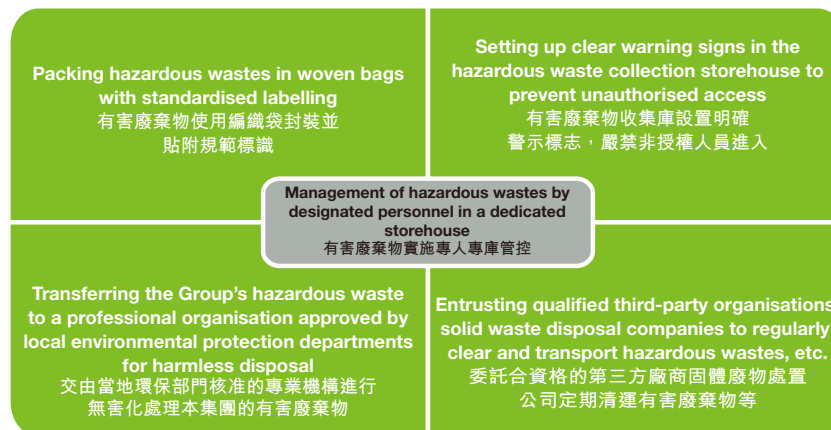 Packing hazardous wastes in woven bags
with standardised labelling
有害廢棄物使用編織袋封裝並
貼附規範標識
Setting up clear warning signs in the
hazardous waste collection storehouse to
prevent unauthorised access
有害廢棄物收集庫設置明確
警示標志，嚴禁非授權人員進入
Management of hazardous wastes by
designated personnel in a dedicated
storehouse
有害廢棄物實施專人專庫管控
Transferring the Group's hazardous waste
to a professional organisation approved by
local environmental protection departments
for harmless disposal
交由當地環保部門核准的專業機構進行
無害化處理本集團的有害廢棄物
Entrusting qualified third-party organisations
solid waste disposal companies to regularly
clear and transport hazardous wastes, etc.
委託合資格的第三方廠商固體廢物處置
公司定期清運有害廢棄物等